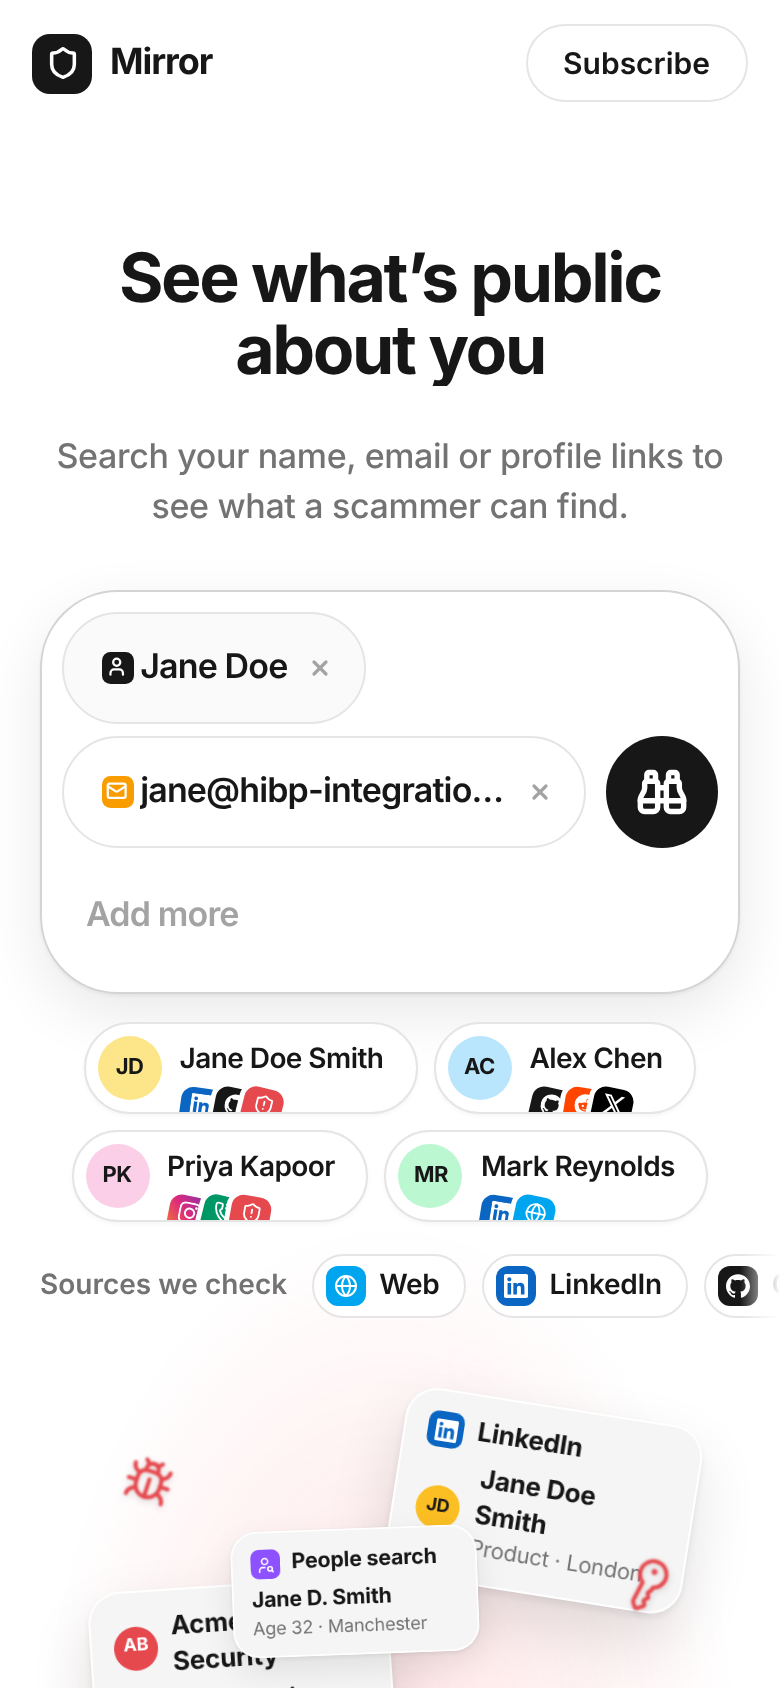 Mirror
Subscribe
See what’s public
about you
Search your name, email or profile links to
see what a scammer can find.
Jane Doe
jane@hibp-integratio...
Add more
JD
Jane Doe Smith
AC
Alex Chen
PK
Priya Kapoor
MR
Mark Reynolds
Sources we check
Web
LinkedIn
LinkedIn
JD
Jane Doe
Smith
Product · London
People search
Jane D. Smith
Age 32 · Manchester
AB
Security